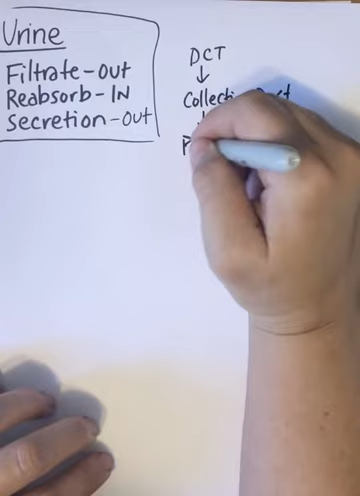 Urine
Filtrate-out
Reabsorb-IN
Secretion-out
DCT
↓